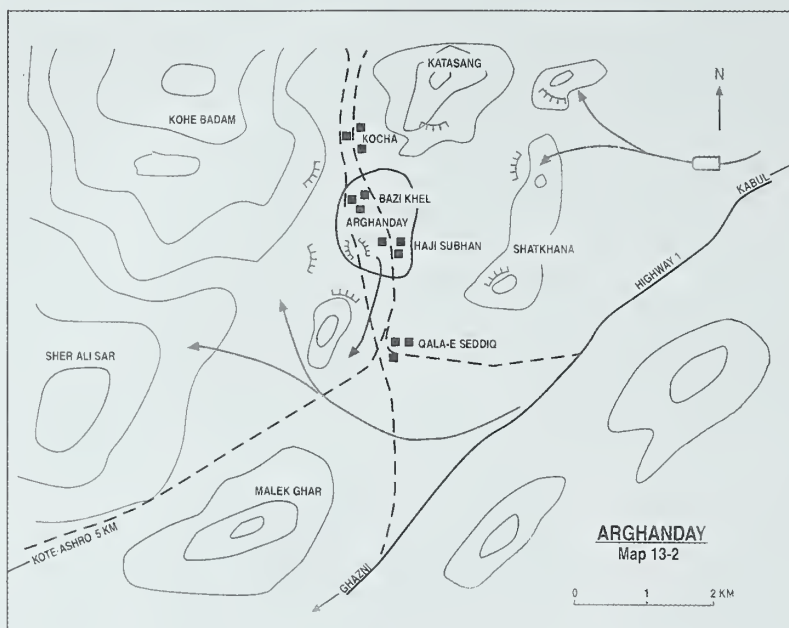 KATASANG
N
KOHE BADAM
KOCHA
KABUL
BAZI KHEL
ARGHANDAY
HAJI SUBHAN
SHATKHANA
HIGHWAY 1
SHER ALI SAR
QALA-E SEDDIQ
MALEK GHAR
KOTE-ASHRO 5 KM
GHAZNI
ARGHANDAY
Map 13-2
0 1 2 KM